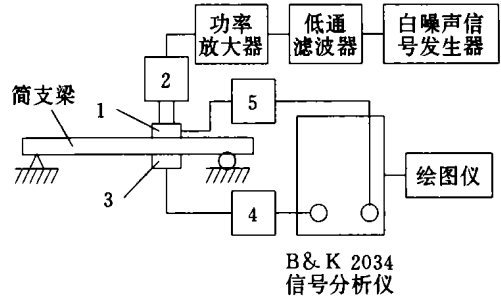 功率
放大器
低通
滤波器
白噪声信
号发生器
2
简支梁
1
5
3
4
绘图仪
B&K 2034
信号分析仪